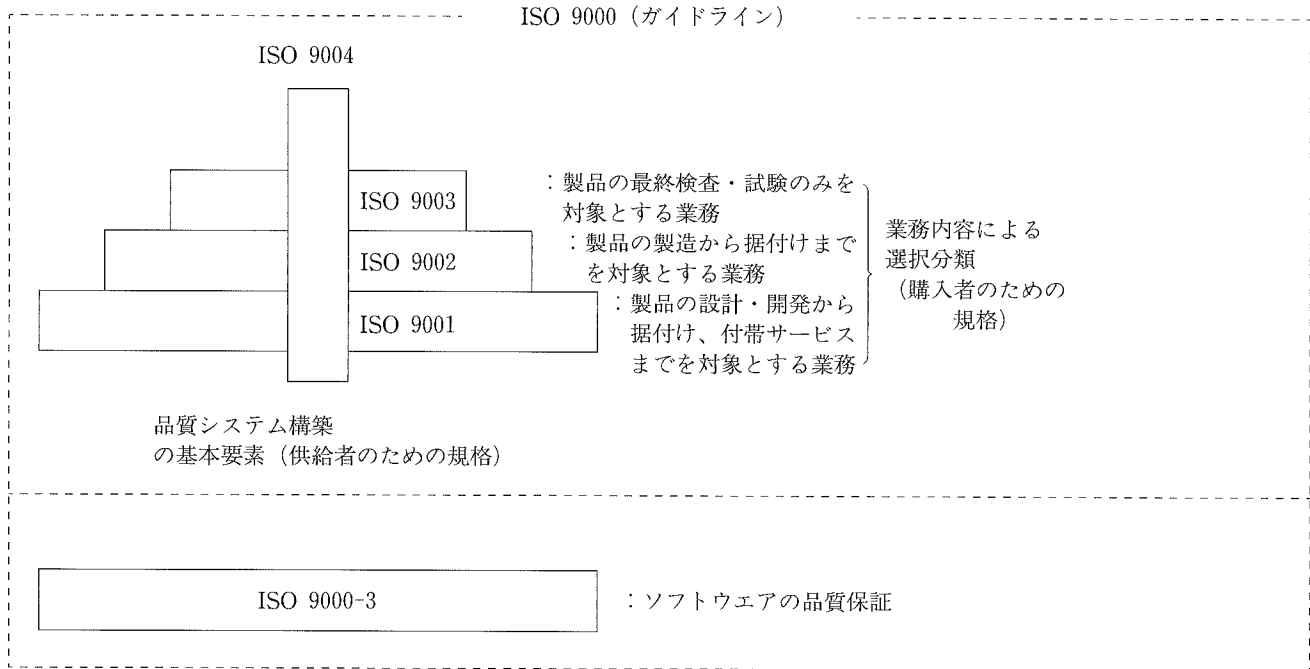 ISO 9000（ガイドライン）
ISO 9004
ISO 9003
：製品の最終検査・試験のみを
対象とする業務
ISO 9002
：製品の製造から据付けまで
を対象とする業務
ISO 9001
：製品の設計・開発から
据付け、付帯サービス
までを対象とする業務
業務内容による
選択分類
（購入者のための
規格）
品質システム構築
の基本要素（供給者のための規格）
ISO 9000-3
：ソフトウエアの品質保証